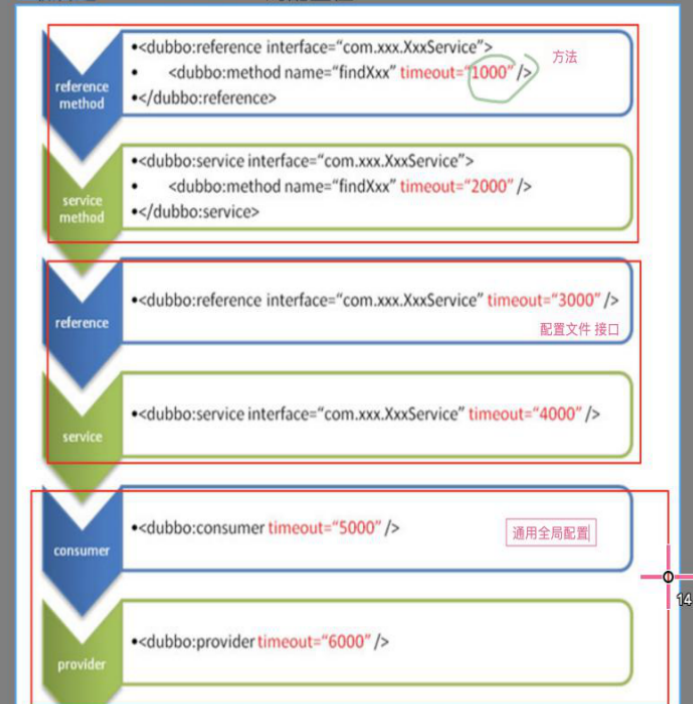 reference
method
•<dubbo:reference interface="com.xxx.XxxService">
• <dubbo:method name="findXxx" timeout="1000" />
•</dubbo:reference>
方法
service
method
•<dubbo:service interface="com.xxx.XxxService">
• <dubbo:method name="findXxx" timeout="2000" />
•</dubbo:service>
reference
•<dubbo:reference interface="com.xxx.XxxService" timeout="3000" />
配置文件 接口
service
•<dubbo:service interface="com.xxx.XxxService" timeout="4000" />
consumer
•<dubbo:consumer timeout="5000" />
通用全局配置
14
provider
•<dubbo:provider timeout="6000" />